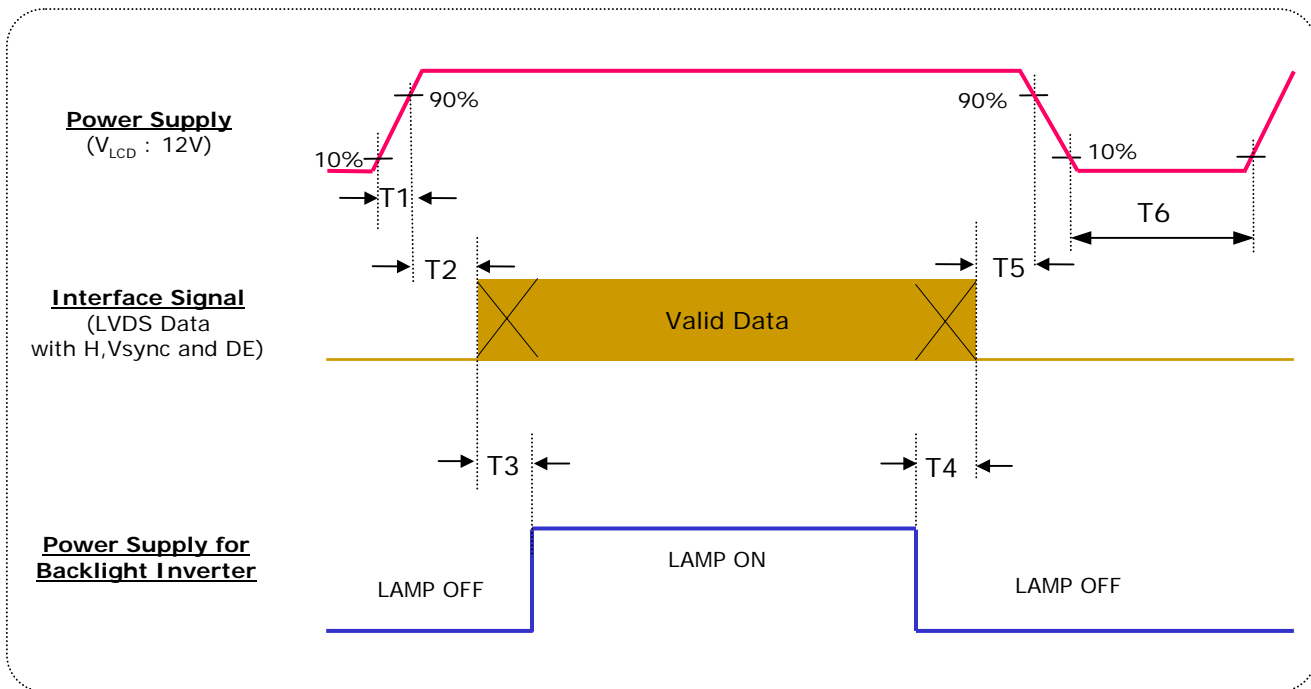 90%
90%
Power Supply
(VLCD : 12V)
10%
10%
T1
T6
T2
T5
Interface Signal
(LVDS Data
with H,Vsync and DE)
Valid Data
T3
T4
Power Supply for
Backlight Inverter
LAMP ON
LAMP OFF
LAMP OFF